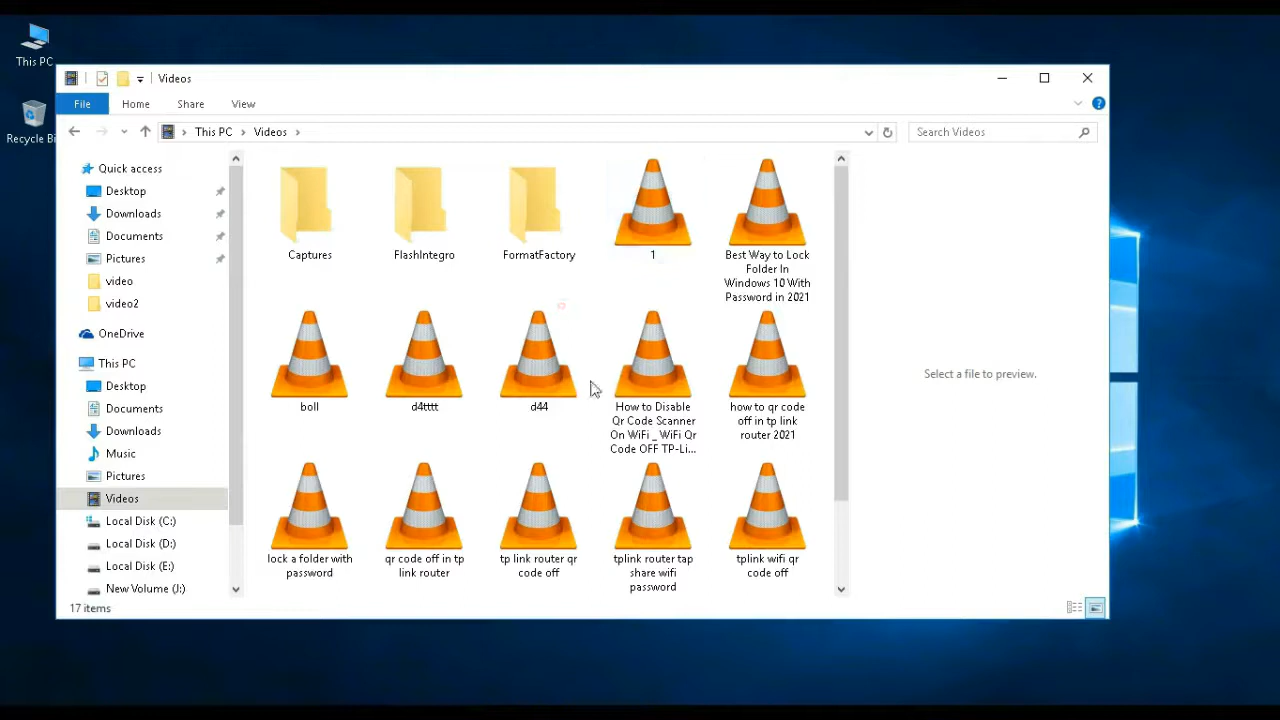 This PC
Recycle Bi
Videos
File
Home
Share
View
This PC
Videos
Search Videos
Quick access
Desktop
Downloads
Documents
Pictures
video
video2
OneDrive
This PC
Desktop
Documents
Downloads
Music
Pictures
Videos
Local Disk (C:)
Local Disk (D:)
Local Disk (E:)
New Volume (J:)
Captures
FlashIntegro
FormatFactory
1
Best Way to Lock
Folder In
Windows 10 With
Password in 2021
boll
d4tttt
d44
How to Disable
Qr Code Scanner
On WiFi _ WiFi Qr
Code OFF TP-Li...
how to qr code
off in tp link
router 2021
lock a folder with
password
qr code off in tp
link router
tp link router qr
code off
tplink router tap
share wifi
password
tplink wifi qr
code off
Select a file to preview.
17 items